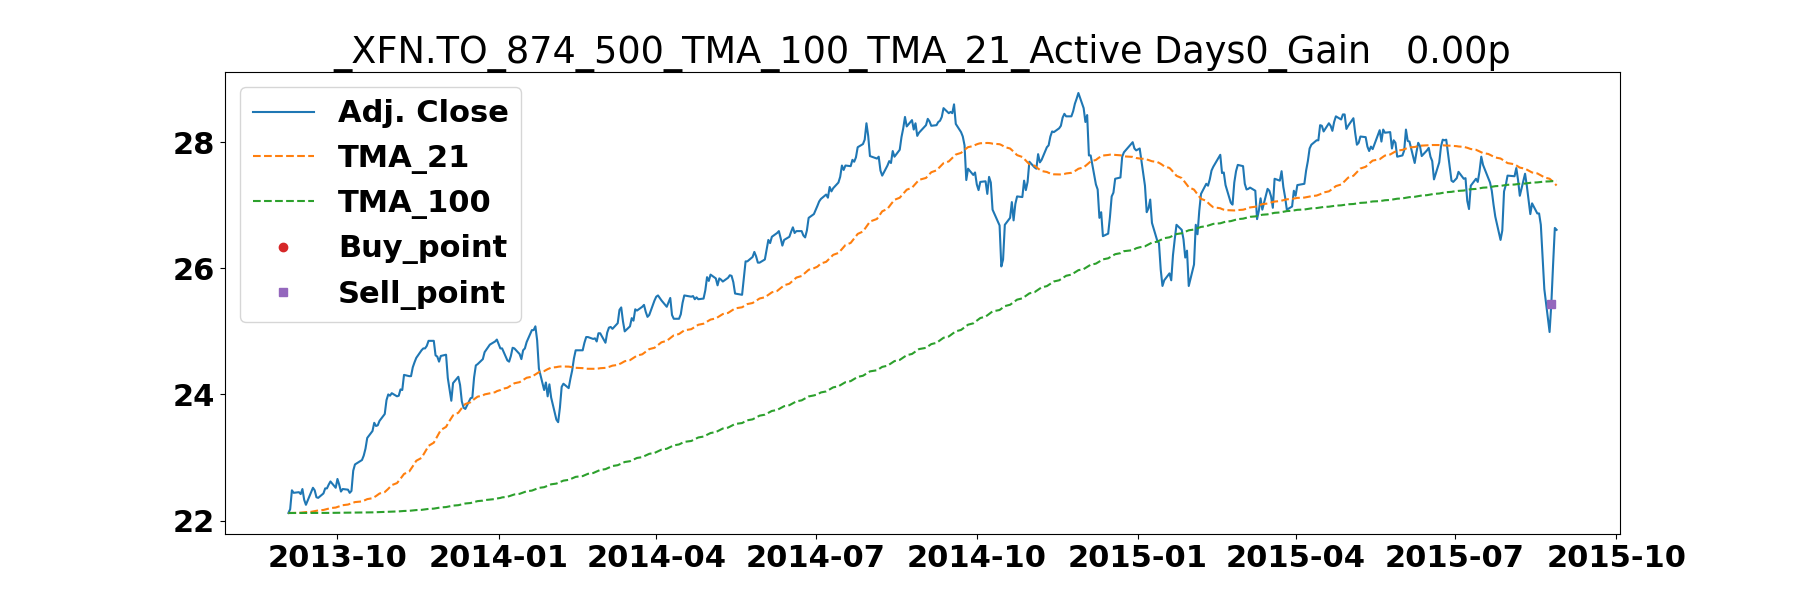 _XFN.TO_874_500_TMA_100_TMA_21_Active Days0_Gain   0.00p
Adj. Close
TMA_21
TMA_100
Buy_point
Sell_point
28
26
24
22
2013-10 2014-01 2014-04 2014-07 2014-10 2015-01 2015-04 2015-07 2015-10